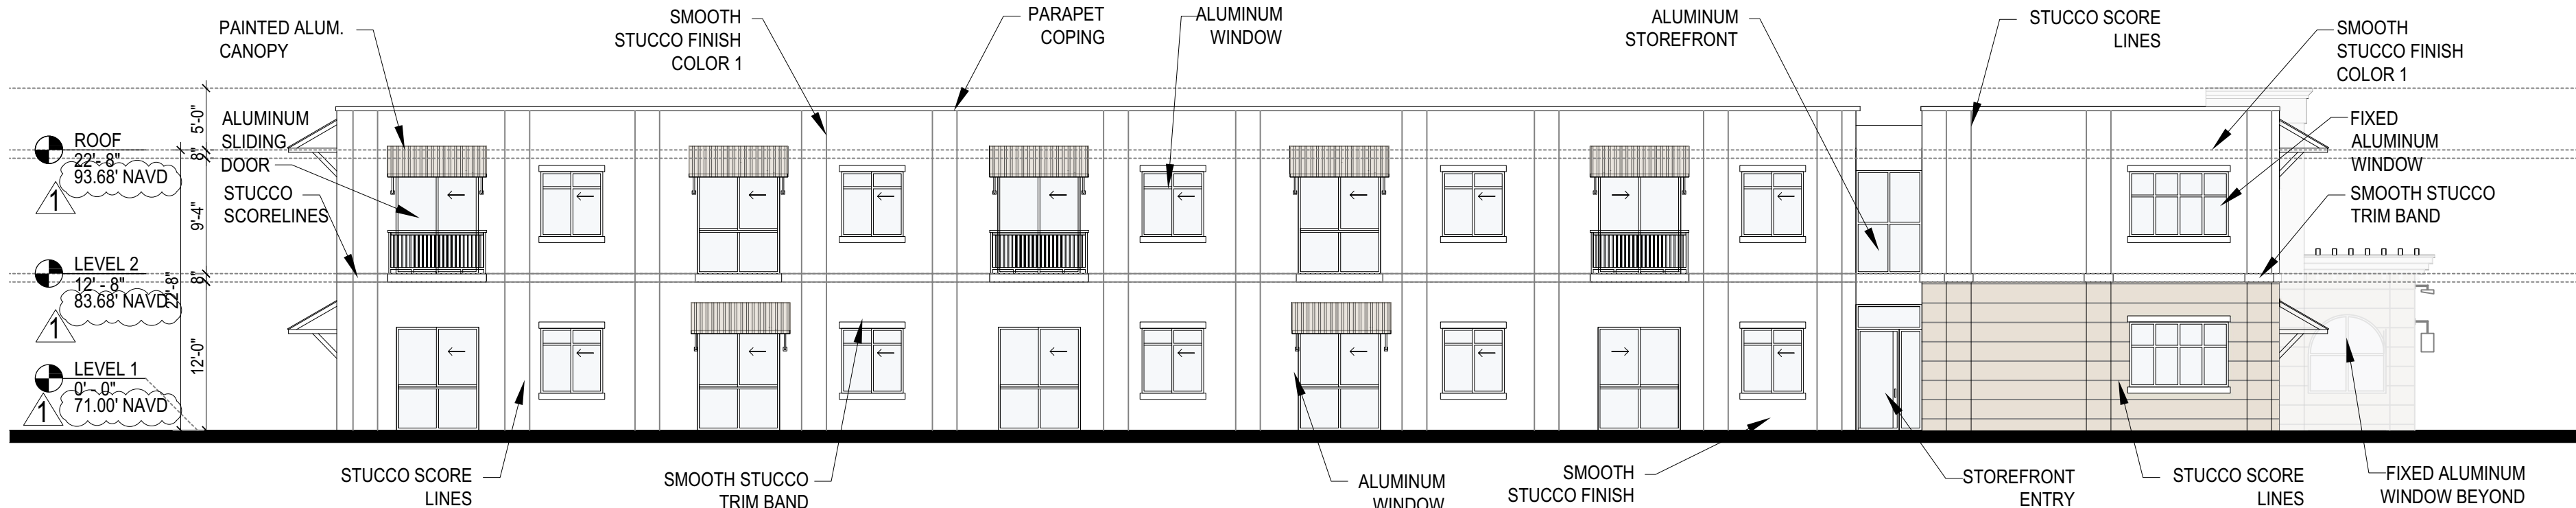 PAINTED ALUM.
CANOPY
SMOOTH
STUCCO FINISH
COLOR 1
PARAPET
COPING
ALUMINUM
WINDOW
ALUMINUM
STOREFRONT
STUCCO SCORE
LINES
SMOOTH
STUCCO FINISH
COLOR 1
ALUMINUM
SLIDING
DOOR
STUCCO
SCORELINES
FIXED
ALUMINUM
WINDOW
SMOOTH STUCCO
TRIM BAND
ROOF
22'- 8"
93.68' NAVD
1
LEVEL 2
12' - 8"
83.68' NAVD
1
LEVEL 1
0' - 0"
71.00' NAVD
1
5'-0"
8"
9'-4"
8"
22'-8"
12'-0"
STUCCO SCORE
LINES
SMOOTH STUCCO
TRIM BAND
ALUMINUM
WINDOW
SMOOTH
STUCCO FINISH
STOREFRONT
ENTRY
STUCCO SCORE
LINES
FIXED ALUMINUM
WINDOW BEYOND